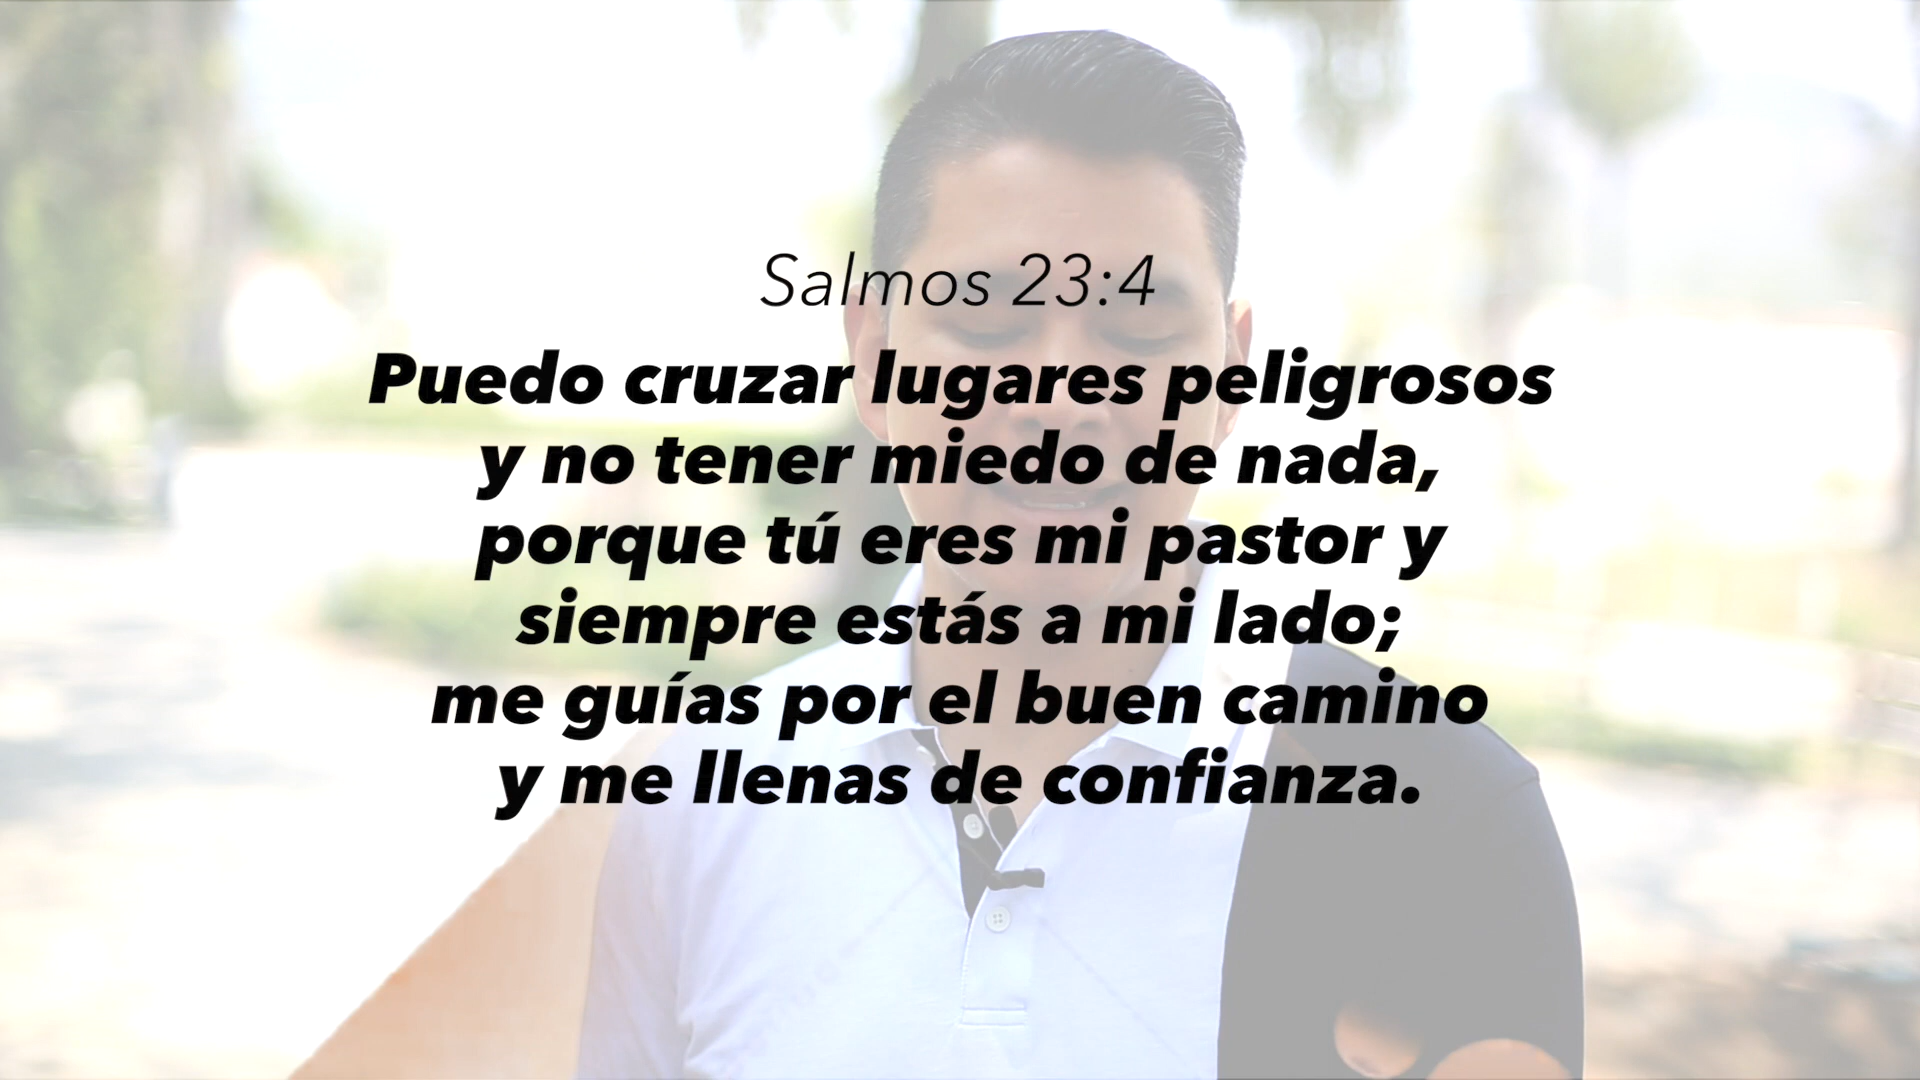 Salmos 23:4
Puedo cruzar lugares peligrosos
y no tener miedo de nada,
porque tú eres mi pastor y
siempre estás a mi lado;
me guías por el buen camino
y me llenas de confianza.